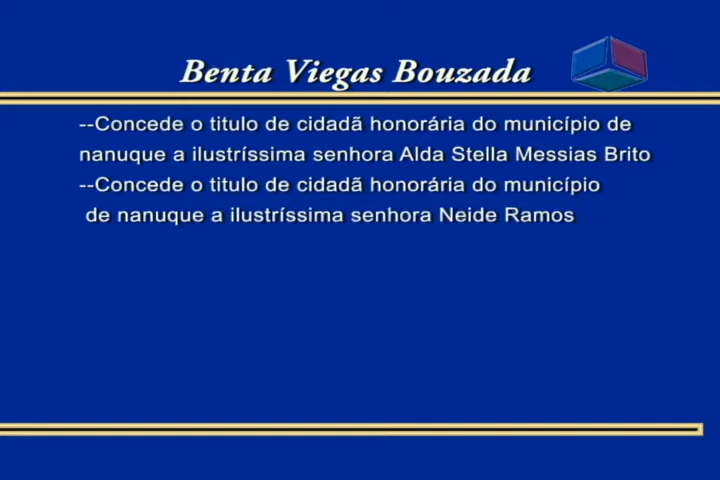 Benta Viegas Bouzada
--Concede o titulo de cidadã honorária do município de
nanuque a ilustríssima senhora Alda Stella Messias Brito
--Concede o titulo de cidadã honorária do município
de nanuque a ilustríssima senhora Neide Ramos